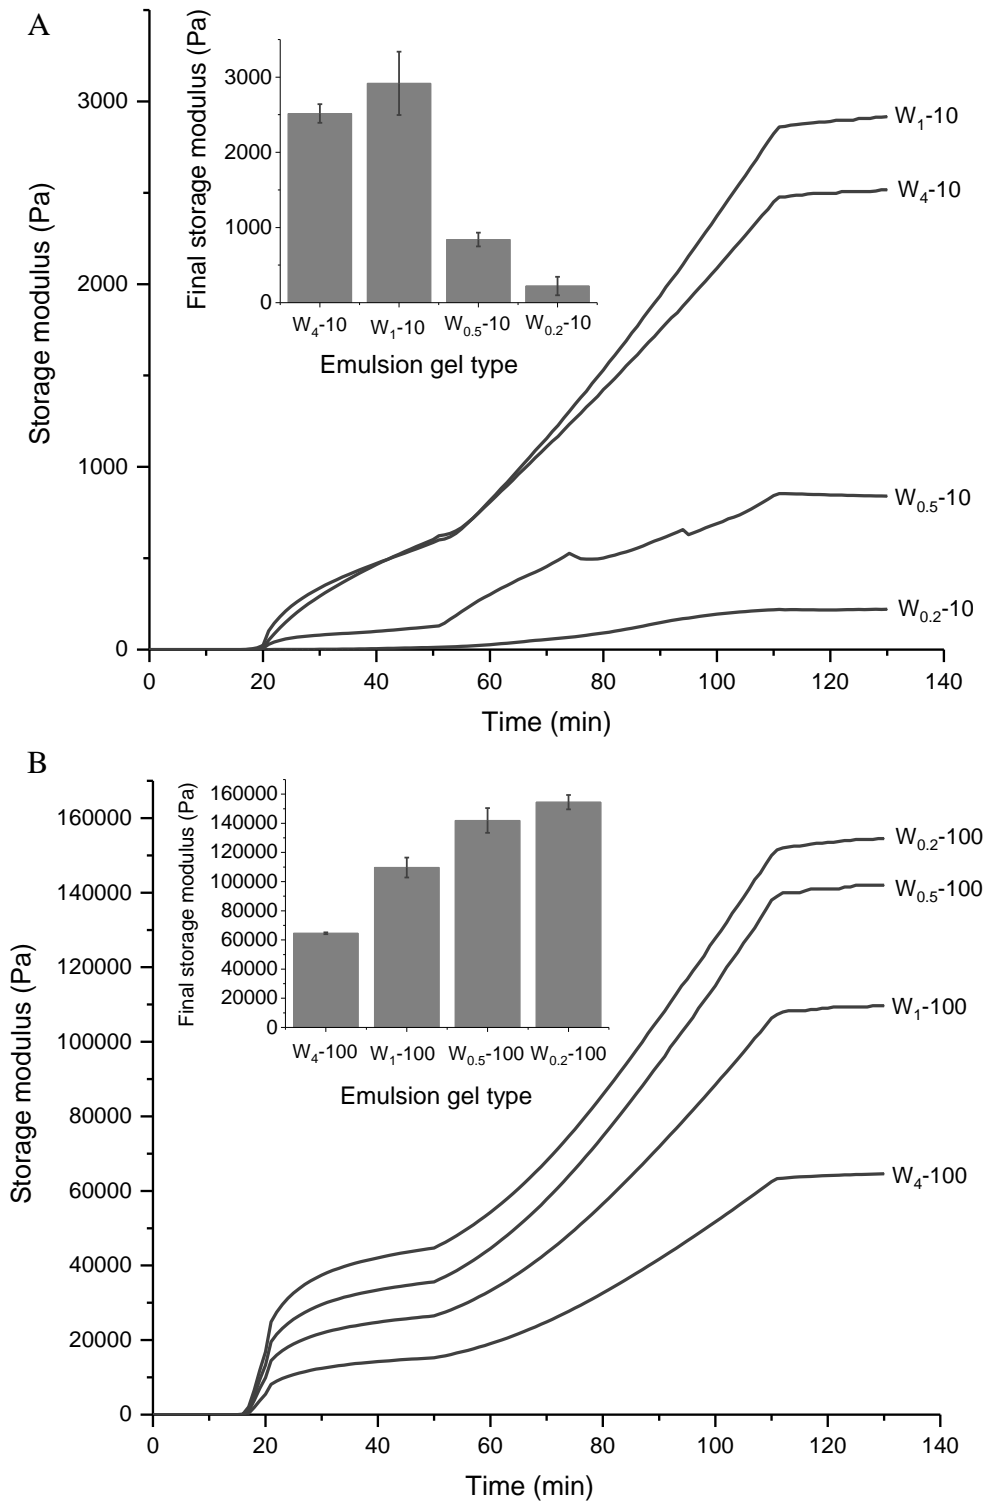 A
Final storage modulus (Pa)
3000
2000
1000
0
W₄-10 W₁-10 W₀.₅-10 W₀.₂-10
Emulsion gel type
Storage modulus (Pa)
3000
2000
1000
0
W₁-10
W₄-10
W₀.₅-10
W₀.₂-10
0 20 40 60 80 100 120 140
Time (min)
B
Final storage modulus (Pa)
160000
140000
120000
100000
80000
60000
40000
20000
0
W₄-100 W₁-100 W₀.₅-100 W₀.₂-100
Emulsion gel type
Storage modulus (Pa)
160000
140000
120000
100000
80000
60000
40000
20000
0
W₀.₂-100
W₀.₅-100
W₁-100
W₄-100
0 20 40 60 80 100 120 140
Time (min)